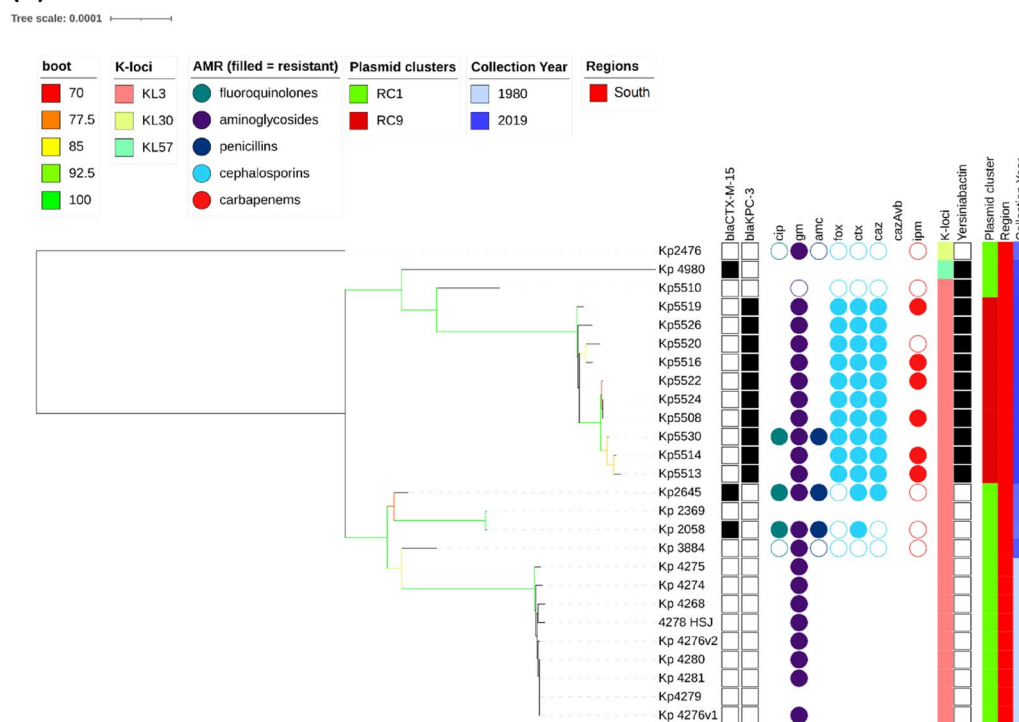 Tree scale: 0.0001
boot
70
77.5
85
92.5
100
K-loci
KL3
KL30
KL57
AMR (filled = resistant)
fluoroquinolones
aminoglycosides
penicillins
cephalosporins
carbapenems
Plasmid clusters
RC1
RC9
Collection Year
1980
2019
Regions
South
blaCTX-M-15
blaKPC-3
cip
gm
amc
fox
ctx
caz
cazAvb
ipm
K-loci
Yersiniabactin
Plasmid cluster
Region
Kp2476
Kp 4980
Kp5510
Kp5519
Kp5526
Kp5520
Kp5516
Kp5522
Kp5524
Kp5508
Kp5530
Kp5514
Kp5513
Kp2645
Kp 2369
Kp 2058
Kp 3884
Kp 4275
Kp 4274
Kp 4268
4278 HSJ
Kp 4276v2
Kp 4280
Kp 4281
Kp4279
Kp 4276v1